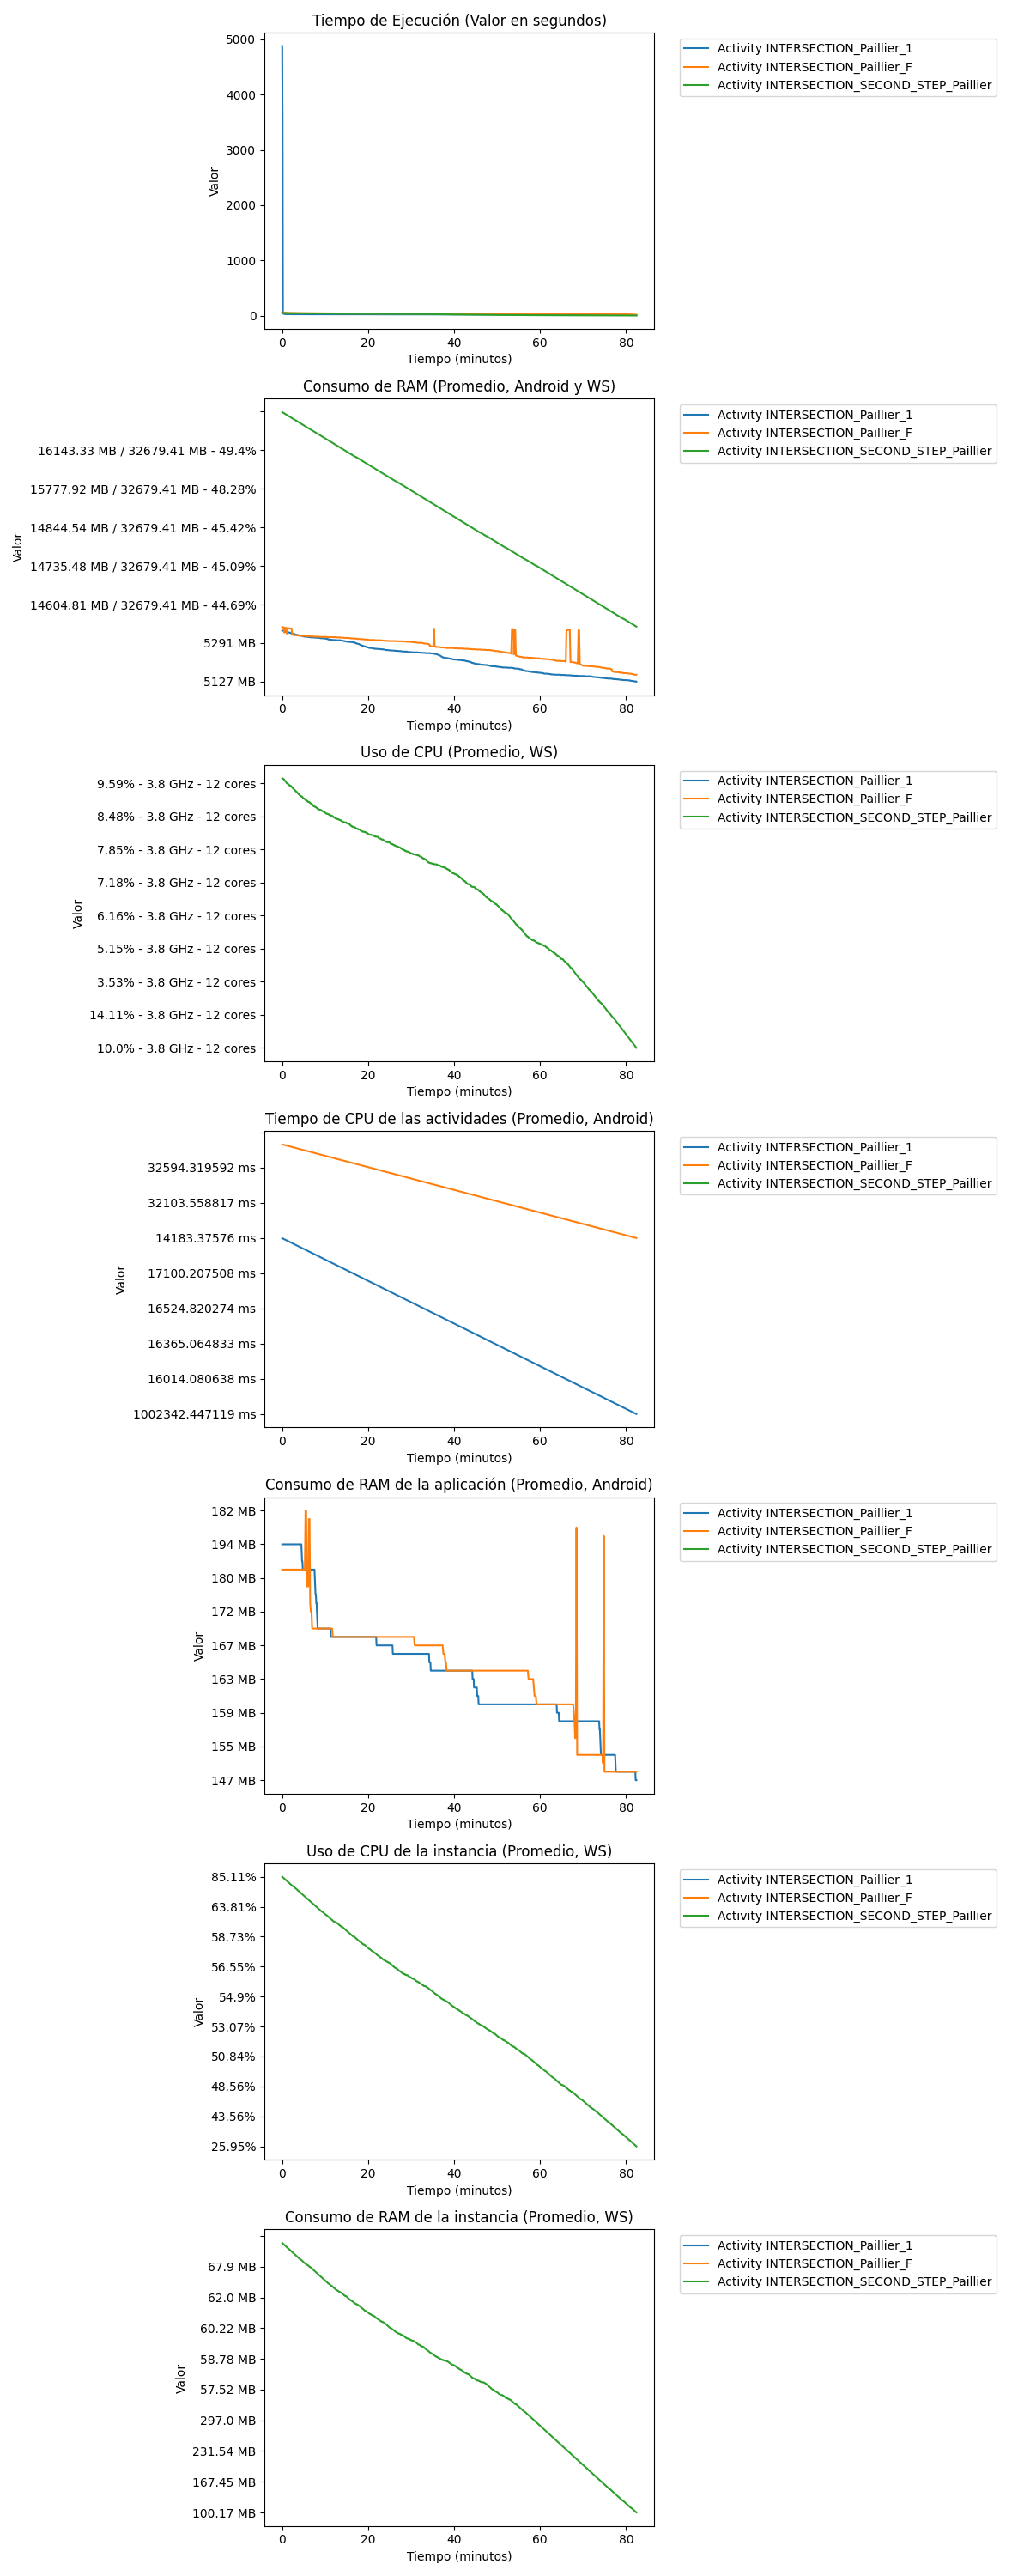 Tiempo de Ejecución (Valor en segundos)
5000
4000
3000
2000
1000
0
Valor
0 20 40 60 80
Tiempo (minutos)
Activity INTERSECTION_Paillier_1
Activity INTERSECTION_Paillier_F
Activity INTERSECTION_SECOND_STEP_Paillier
Consumo de RAM (Promedio, Android y WS)
16143.33 MB / 32679.41 MB - 49.4%
15777.92 MB / 32679.41 MB - 48.28%
14844.54 MB / 32679.41 MB - 45.42%
14735.48 MB / 32679.41 MB - 45.09%
14604.81 MB / 32679.41 MB - 44.69%
5291 MB
5127 MB
Valor
0 20 40 60 80
Tiempo (minutos)
Activity INTERSECTION_Paillier_1
Activity INTERSECTION_Paillier_F
Activity INTERSECTION_SECOND_STEP_Paillier
Uso de CPU (Promedio, WS)
9.59% - 3.8 GHz - 12 cores
8.48% - 3.8 GHz - 12 cores
7.85% - 3.8 GHz - 12 cores
7.18% - 3.8 GHz - 12 cores
6.16% - 3.8 GHz - 12 cores
5.15% - 3.8 GHz - 12 cores
3.53% - 3.8 GHz - 12 cores
14.11% - 3.8 GHz - 12 cores
10.0% - 3.8 GHz - 12 cores
Valor
0 20 40 60 80
Tiempo (minutos)
Activity INTERSECTION_Paillier_1
Activity INTERSECTION_Paillier_F
Activity INTERSECTION_SECOND_STEP_Paillier
Tiempo de CPU de las actividades (Promedio, Android)
32594.319592 ms
32103.558817 ms
14183.37576 ms
17100.207508 ms
16524.820274 ms
16365.064833 ms
16014.080638 ms
1002342.447119 ms
Valor
0 20 40 60 80
Tiempo (minutos)
Activity INTERSECTION_Paillier_1
Activity INTERSECTION_Paillier_F
Activity INTERSECTION_SECOND_STEP_Paillier
Consumo de RAM de la aplicación (Promedio, Android)
182 MB
194 MB
180 MB
172 MB
167 MB
163 MB
159 MB
155 MB
147 MB
Valor
0 20 40 60 80
Tiempo (minutos)
Activity INTERSECTION_Paillier_1
Activity INTERSECTION_Paillier_F
Activity INTERSECTION_SECOND_STEP_Paillier
Uso de CPU de la instancia (Promedio, WS)
85.11%
63.81%
58.73%
56.55%
54.9%
53.07%
50.84%
48.56%
43.56%
25.95%
Valor
0 20 40 60 80
Tiempo (minutos)
Activity INTERSECTION_Paillier_1
Activity INTERSECTION_Paillier_F
Activity INTERSECTION_SECOND_STEP_Paillier
Consumo de RAM de la instancia (Promedio, WS)
67.9 MB
62.0 MB
60.22 MB
58.78 MB
57.52 MB
297.0 MB
231.54 MB
167.45 MB
100.17 MB
Valor
0 20 40 60 80
Tiempo (minutos)
Activity INTERSECTION_Paillier_1
Activity INTERSECTION_Paillier_F
Activity INTERSECTION_SECOND_STEP_Paillier